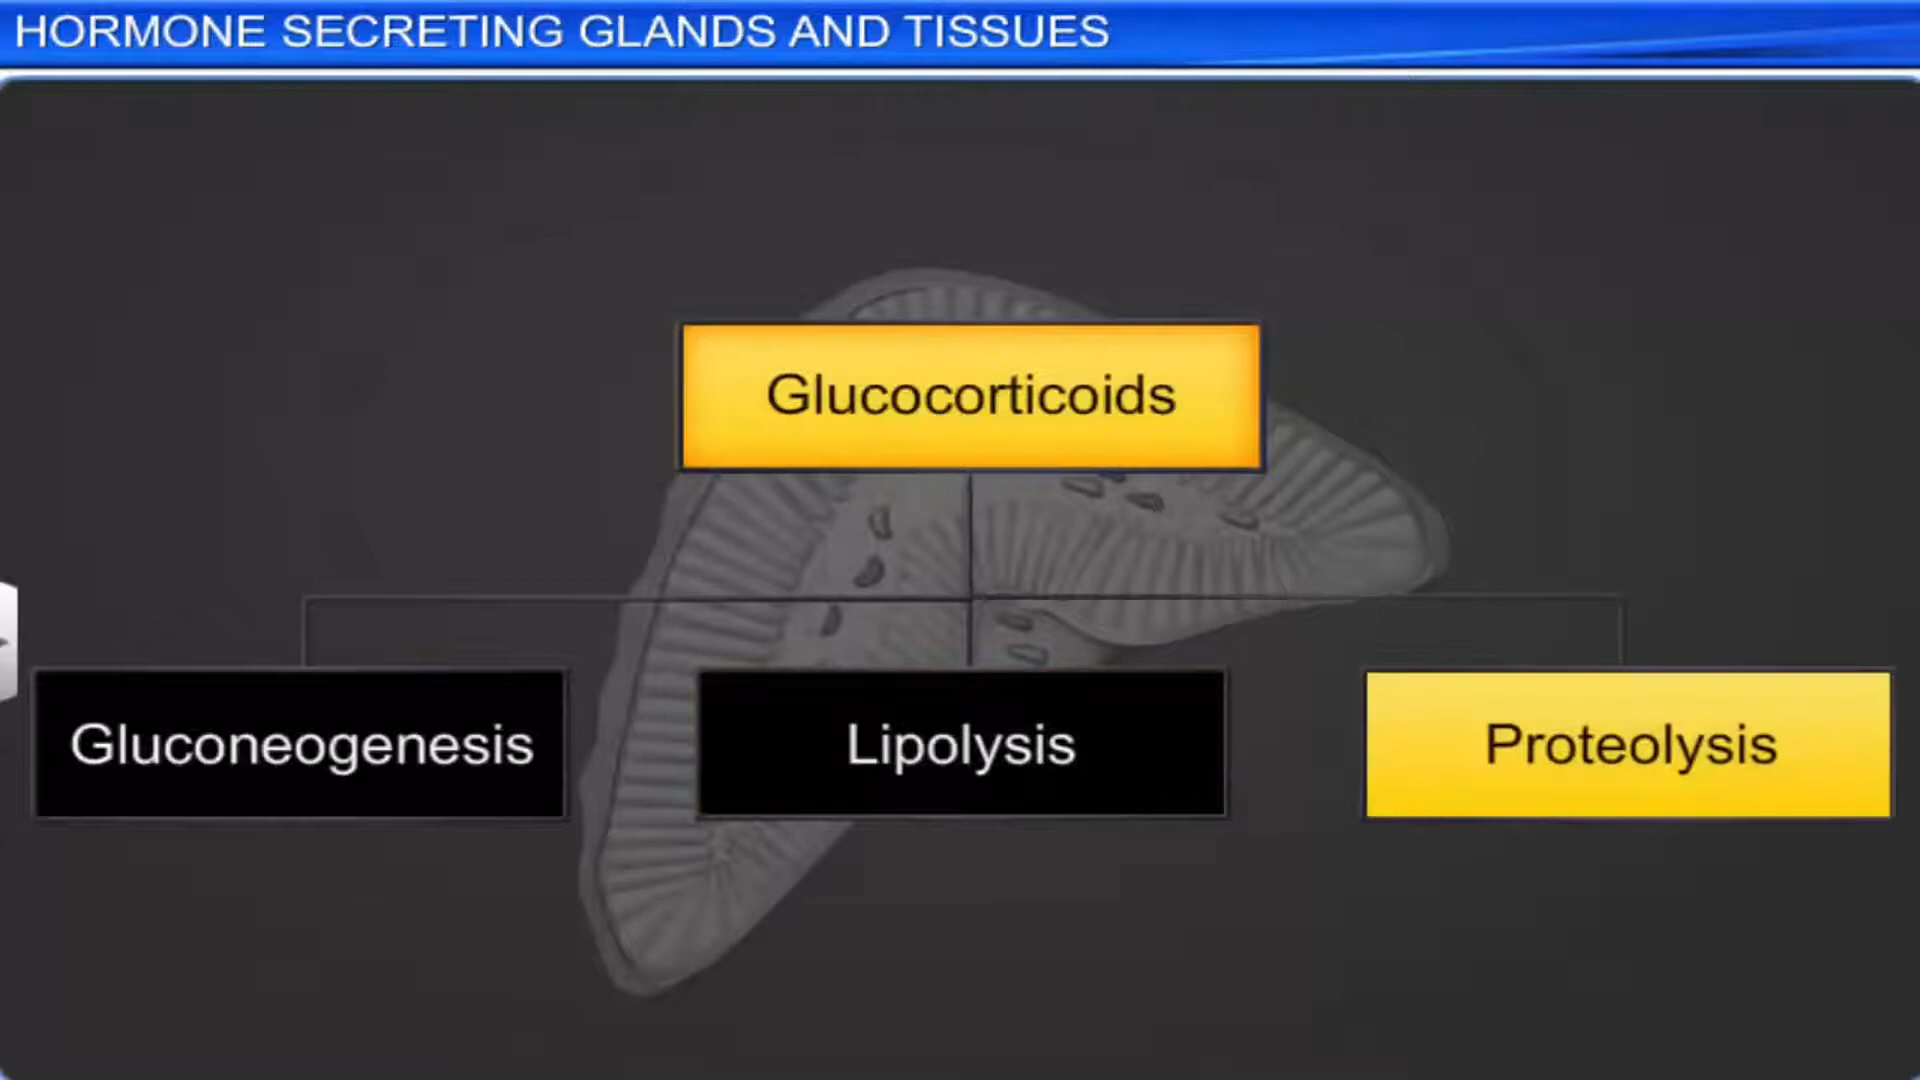 HORMONE SECRETING GLANDS AND TISSUES
Glucocorticoids
Gluconeogenesis
Lipolysis
Proteolysis